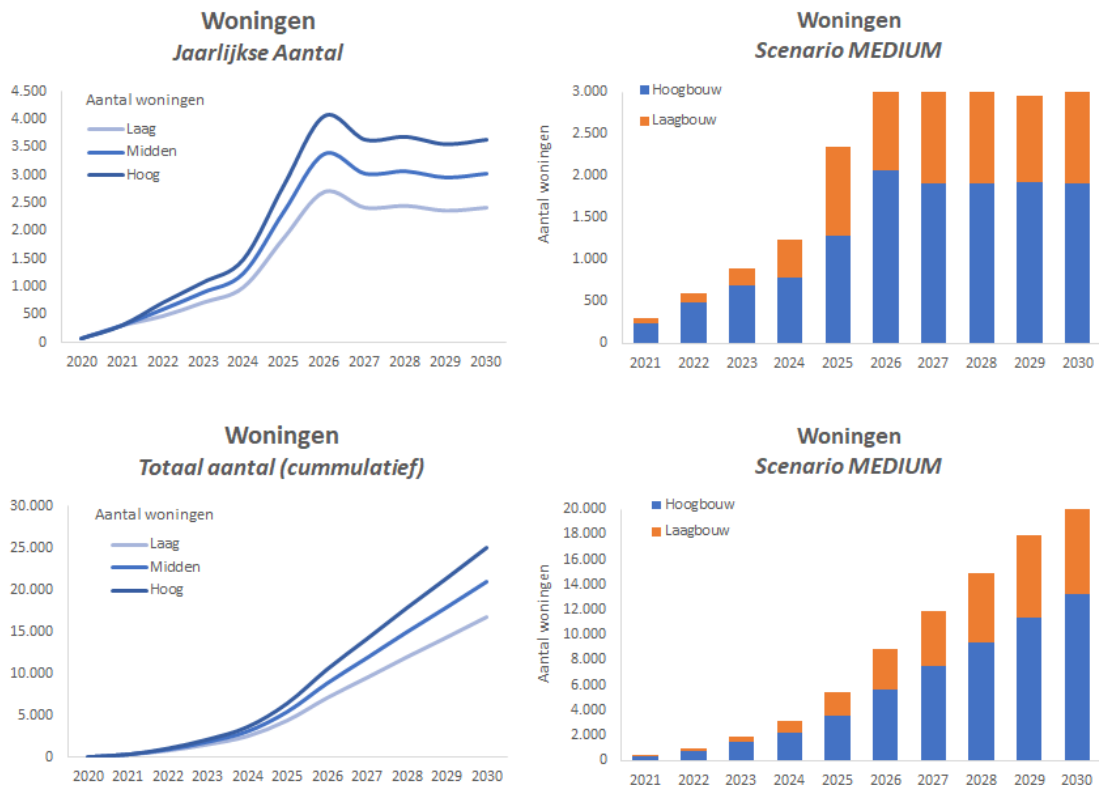 Woningen
Jaarlijkse Aantal
4.500
4.000
3.500
3.000
2.500
2.000
1.500
1.000
500
0
Aantal woningen
Laag
Midden
Hoog
2020 2021 2022 2023 2024 2025 2026 2027 2028 2029 2030
Woningen
Scenario MEDIUM
Aantal woningen
3.000
2.500
2.000
1.500
1.000
500
0
Hoogbouw
Laagbouw
2021 2022 2023 2024 2025 2026 2027 2028 2029 2030
Woningen
Totaal aantal (cummulatief)
30.000
25.000
20.000
15.000
10.000
5.000
0
Aantal woningen
Laag
Midden
Hoog
2020 2021 2022 2023 2024 2025 2026 2027 2028 2029 2030
Woningen
Scenario MEDIUM
Aantal woningen
20.000
18.000
16.000
14.000
12.000
10.000
8.000
6.000
4.000
2.000
0
Hoogbouw
Laagbouw
2021 2022 2023 2024 2025 2026 2027 2028 2029 2030